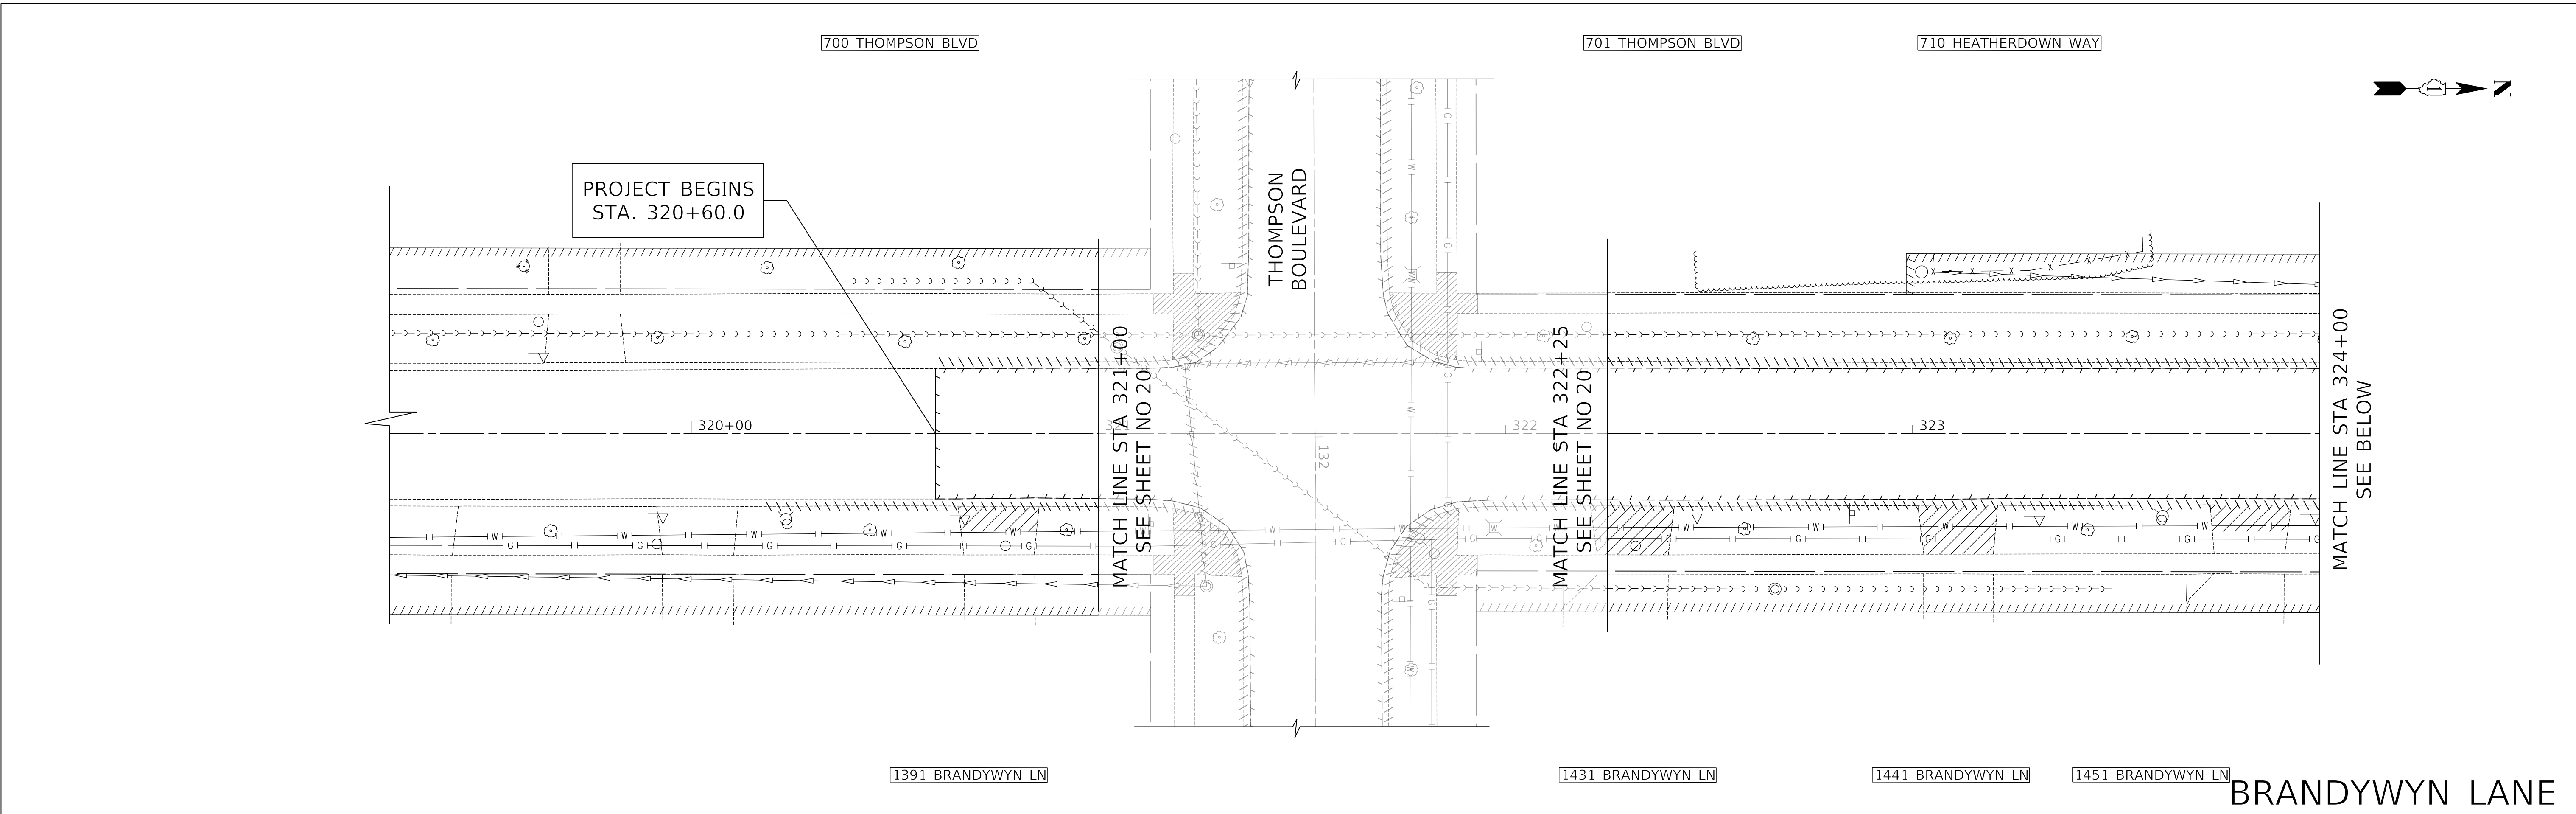 700 THOMPSON BLVD
701 THOMPSON BLVD
710 HEATHERDOWN WAY
N
PROJECT BEGINS
STA. 320+60.0
THOMPSON
BOULEVARD
MATCH LINE STA 321+00
SEE SHEET NO 20
MATCH LINE STA 322+25
SEE SHEET NO 20
MATCH LINE STA 324+00
SEE BELOW
320+00
322
323
132
1391 BRANDYWYN LN
1431 BRANDYWYN LN
1441 BRANDYWYN LN
1451 BRANDYWYN LN
BRANDYWYN LANE